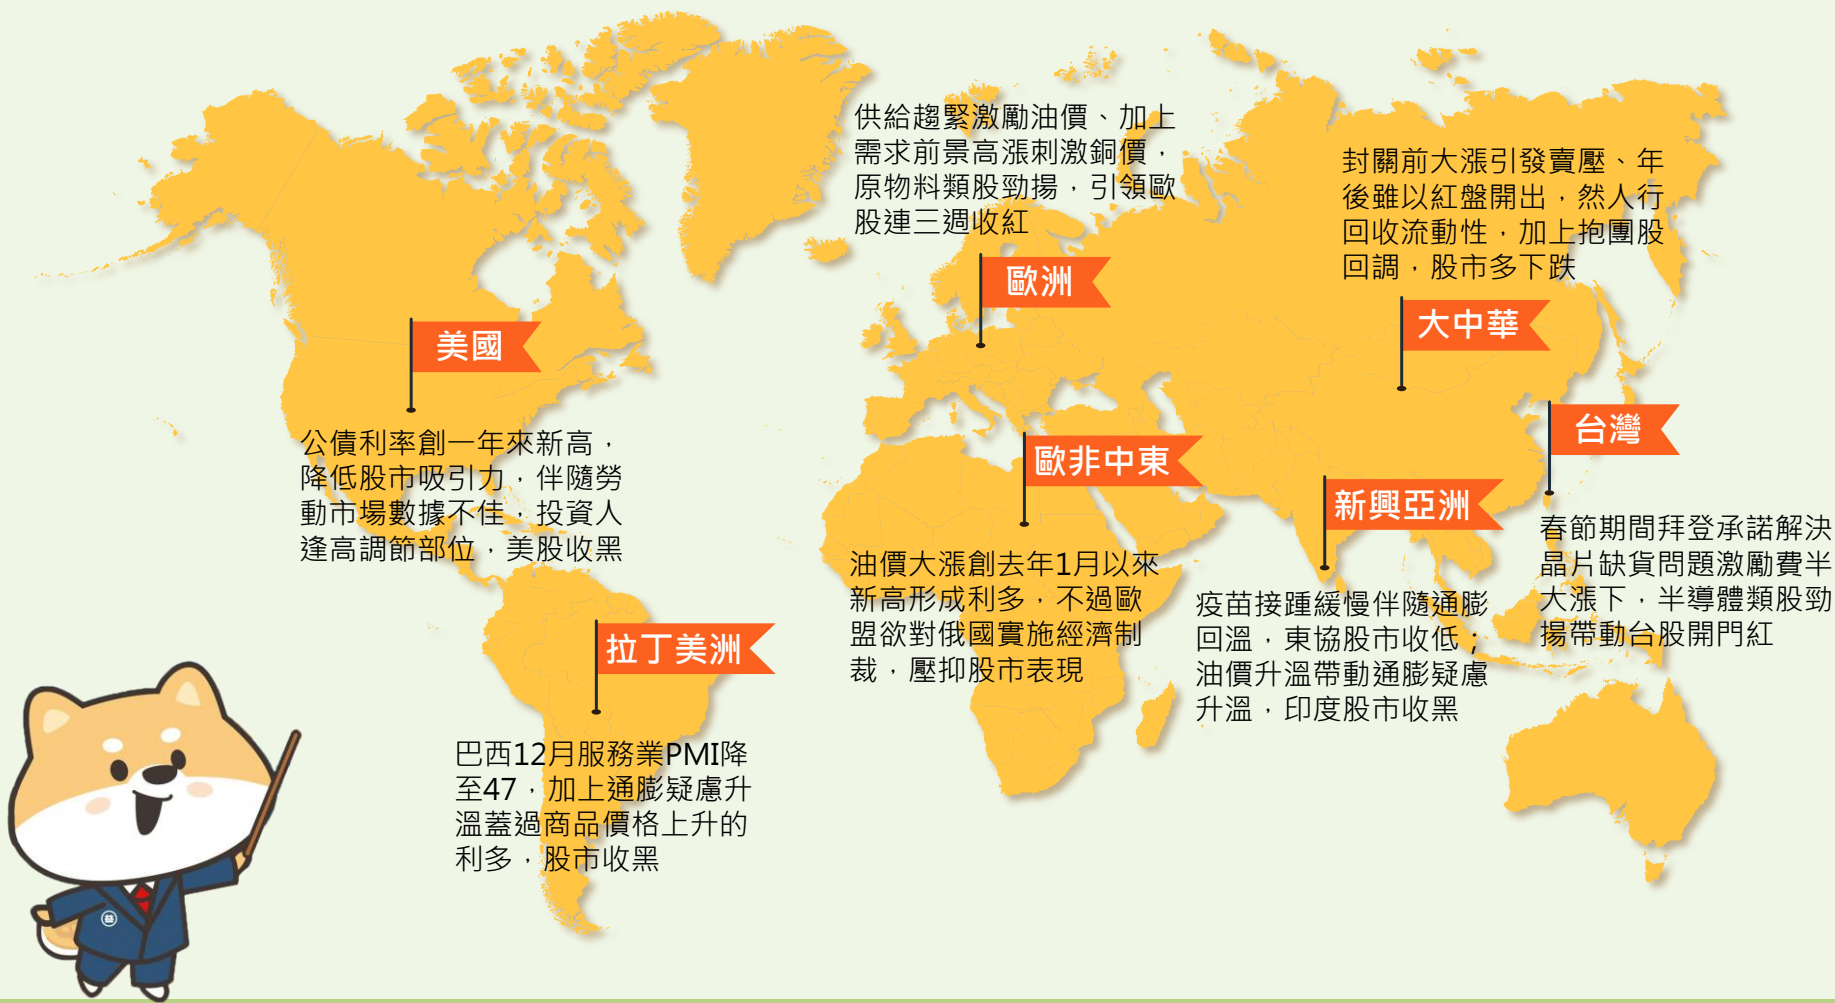 供給趨緊激勵油價、加上
需求前景高漲刺激銅價，
原物料類股勁揚，引領歐
股連三週收紅
歐洲
封關前大漲引發賣壓、年
後雖以紅盤開出，然人行
回收流動性，加上抱團股
回調，股市多下跌
大中華
美國
公債利率創一年來新高，
降低股市吸引力，伴隨勞
動市場數據不佳，投資人
逢高調節部位，美股收黑
歐非中東
油價大漲創去年1月以來
新高形成利多，不過歐
盟欲對俄國實施經濟制
裁，壓抑股市表現
新興亞洲
疫苗接踵緩慢伴隨通膨
回溫，東協股市收低；
油價升溫帶動通膨疑慮
升溫，印度股市收黑
台灣
春節期間拜登承諾解決
晶片缺貨問題激勵費半
大漲下，半導體類股勁
揚帶動台股開門紅
拉丁美洲
巴西12月服務業PMI降
至47，加上通膨疑慮升
溫蓋過商品價格上升的
利多，股市收黑